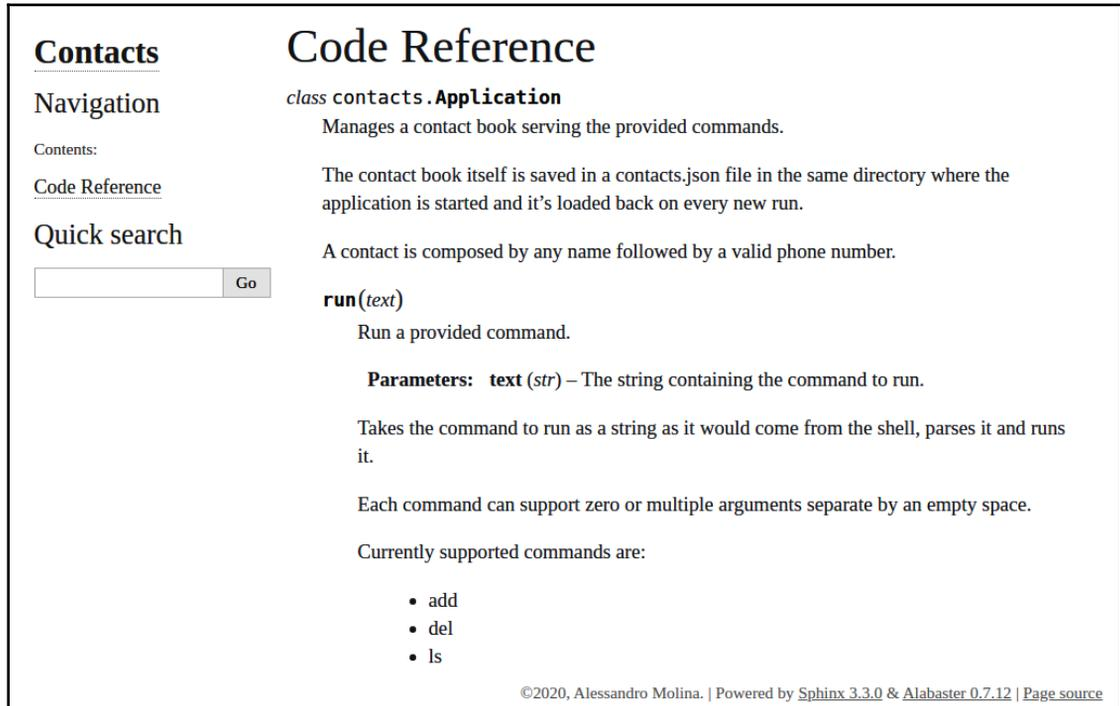 Contacts
Navigation
Contents:
Code Reference
Quick search
Go
Code Reference
class contacts.Application
Manages a contact book serving the provided commands.
The contact book itself is saved in a contacts.json file in the same directory where the
application is started and it’s loaded back on every new run.
A contact is composed by any name followed by a valid phone number.
run(text)
Run a provided command.
Parameters: text (str) – The string containing the command to run.
Takes the command to run as a string as it would come from the shell, parses it and runs
it.
Each command can support zero or multiple arguments separate by an empty space.
Currently supported commands are:
• add
• del
• ls
©2020, Alessandro Molina. | Powered by Sphinx 3.3.0 & Alabaster 0.7.12 | Page source